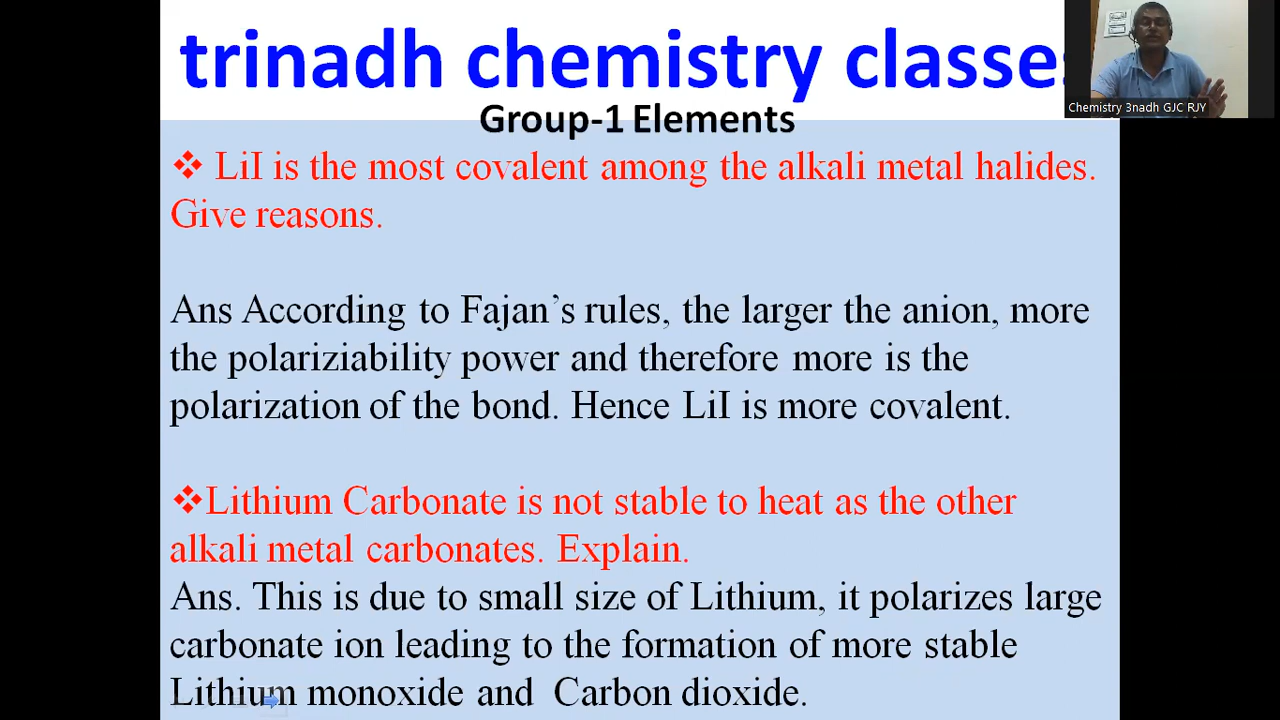 trinadh chemistry classes
Chemistry 3nadh GJC RJY
Group-1 Elements
❖ LiI is the most covalent among the alkali metal halides.
Give reasons.
Ans According to Fajan’s rules, the larger the anion, more
the polariziability power and therefore more is the
polarization of the bond. Hence LiI is more covalent.
❖Lithium Carbonate is not stable to heat as the other
alkali metal carbonates. Explain.
Ans. This is due to small size of Lithium, it polarizes large
carbonate ion leading to the formation of more stable
Lithium monoxide and Carbon dioxide.